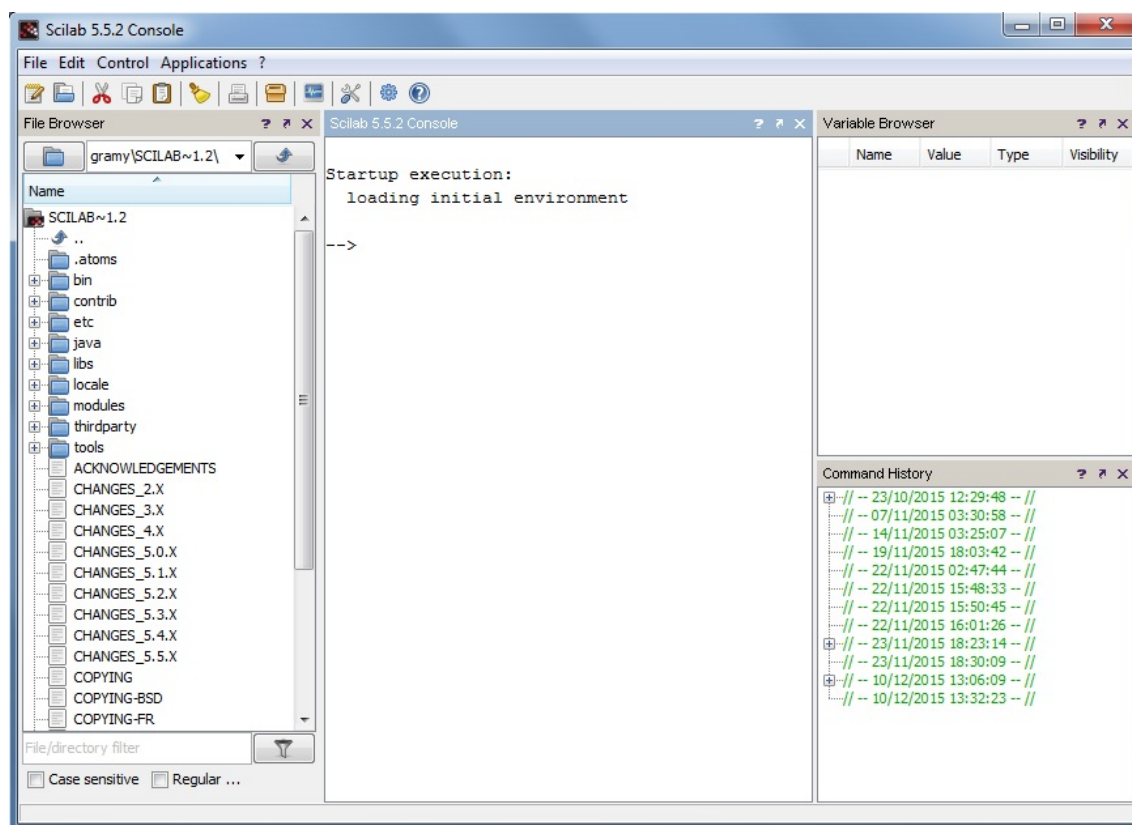 Scilab 5.5.2 Console
File Edit Control Applications ?
File Browser ? ↗ X
gramy\SCILAB~1.2\
Name
SCILAB~1.2
..
.atoms
bin
contrib
etc
java
libs
locale
modules
thirdparty
tools
ACKNOWLEDGEMENTS
CHANGES_2.X
CHANGES_3.X
CHANGES_4.X
CHANGES_5.0.X
CHANGES_5.1.X
CHANGES_5.2.X
CHANGES_5.3.X
CHANGES_5.4.X
CHANGES_5.5.X
COPYING
COPYING-BSD
COPYING-FR
File/directory filter
Case sensitive Regular ...
Scilab 5.5.2 Console ? ↗ X
Startup execution:
loading initial environment
-->
Variable Browser ? ↗ X
Name Value Type Visibility
Command History ? ↗ X
// -- 23/10/2015 12:29:48 -- //
// -- 07/11/2015 03:30:58 -- //
// -- 14/11/2015 03:25:07 -- //
// -- 19/11/2015 18:03:42 -- //
// -- 22/11/2015 02:47:44 -- //
// -- 22/11/2015 15:48:33 -- //
// -- 22/11/2015 15:50:45 -- //
// -- 22/11/2015 16:01:26 -- //
// -- 23/11/2015 18:23:14 -- //
// -- 23/11/2015 18:30:09 -- //
// -- 10/12/2015 13:06:09 -- //
// -- 10/12/2015 13:32:23 -- //